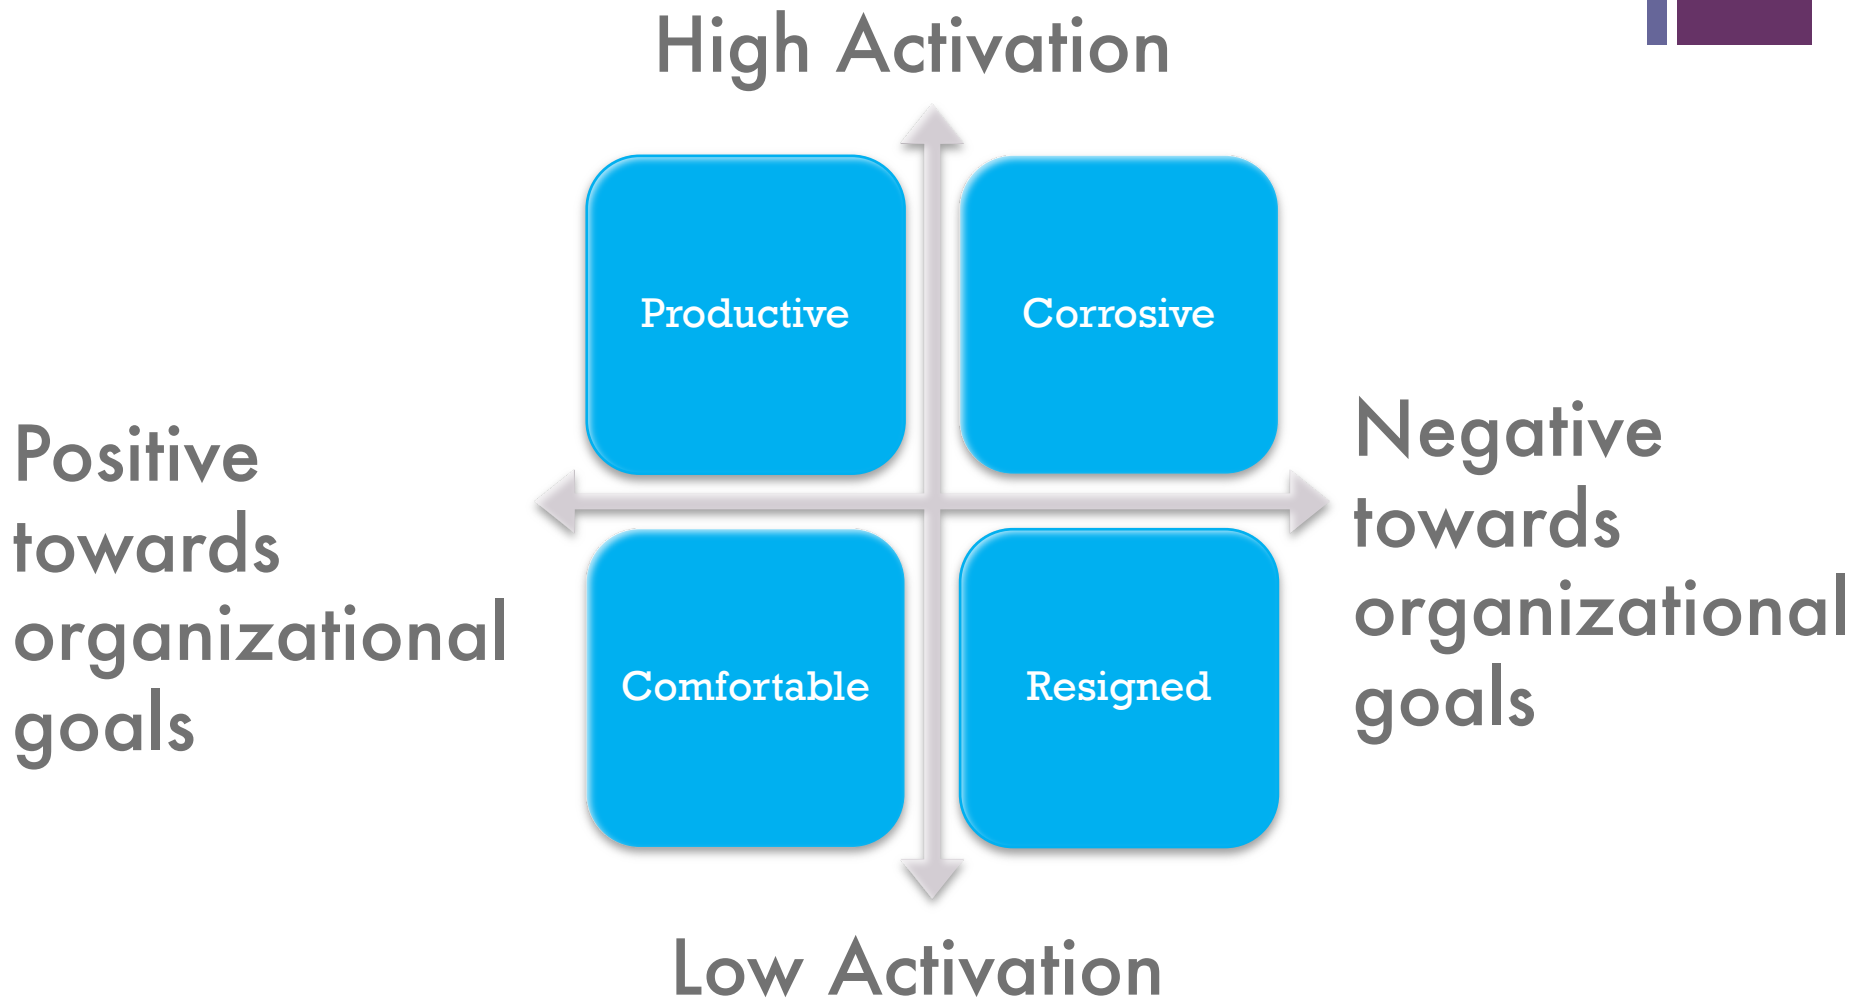 High Activation
Productive
Corrosive
Positive
towards
organizational
goals
Negative
towards
organizational
goals
Comfortable
Resigned
Low Activation